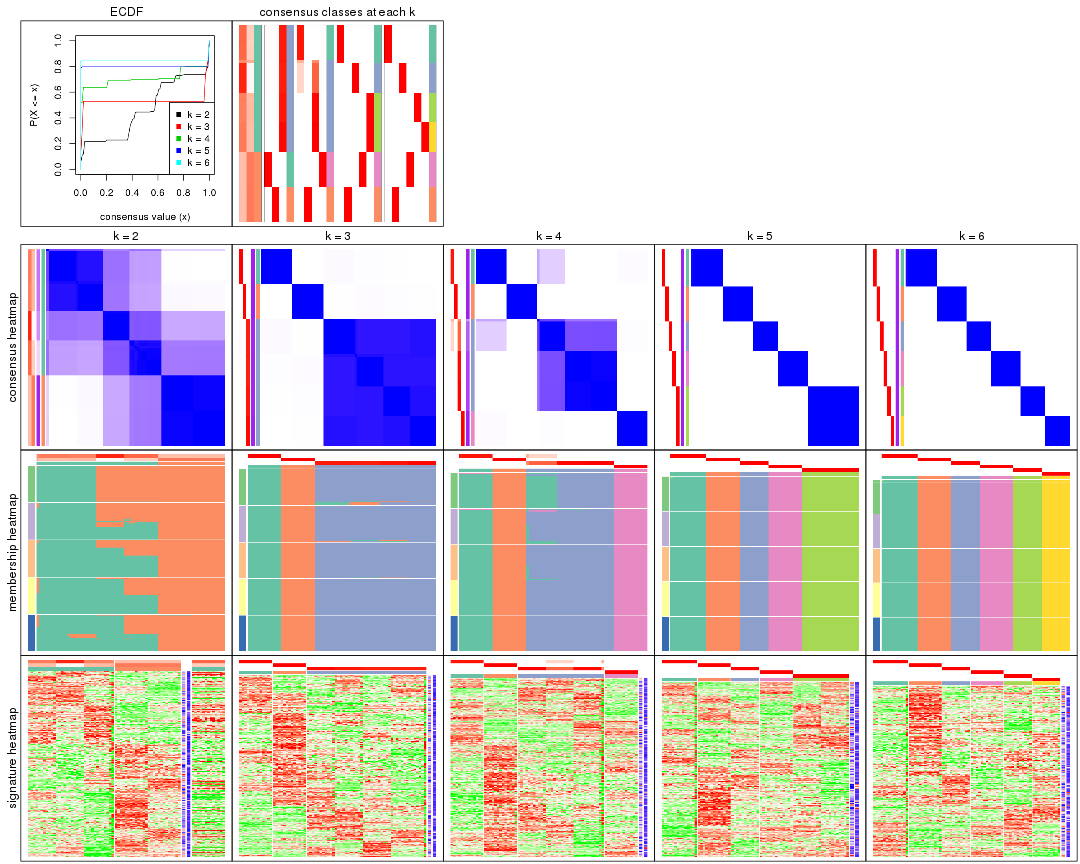 ECDF
consensus classes at each k
P(X <= x)
0.0 0.2 0.4 0.6 0.8 1.0
k = 2
k = 3
k = 4
k = 5
k = 6
0.0 0.2 0.4 0.6 0.8 1.0
consensus value (x)
k = 2
k = 3
k = 4
k = 5
k = 6
consensus heatmap
membership heatmap
signature heatmap